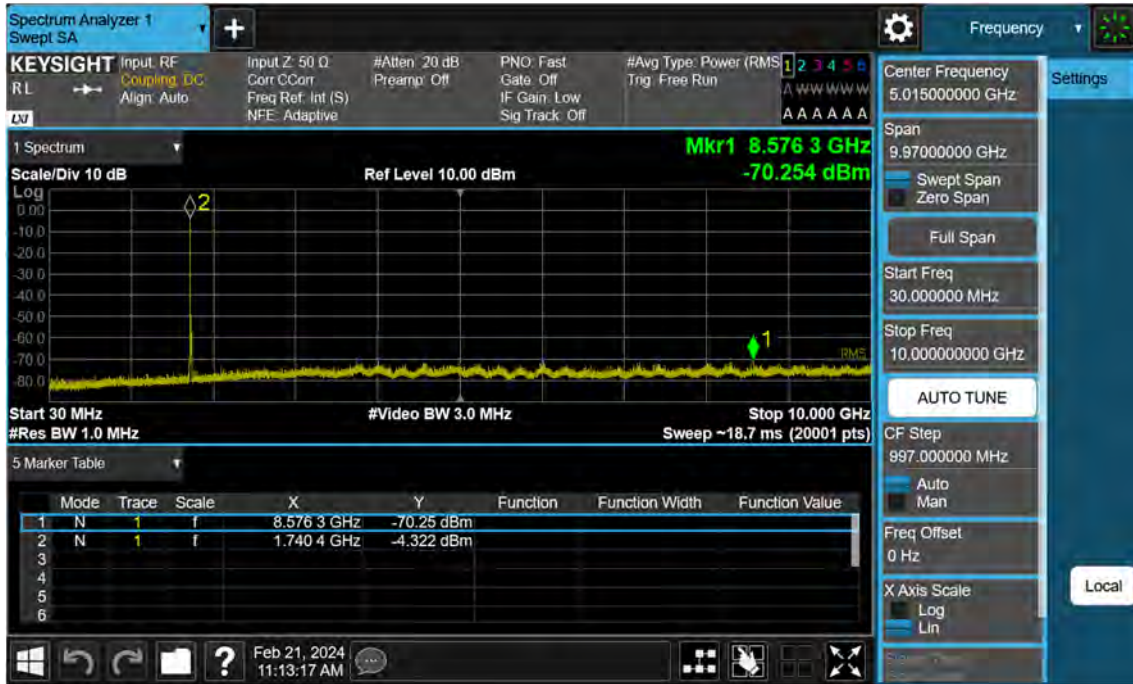 Spectrum Analyzer 1
Swept SA
+
Frequency
KEYSIGHT
RL
LXI
Input: RF
Coupling: DC
Align: Auto
Input Z: 50 Ω
Corr CCorr
Freq Ref: Int (S)
NFE: Adaptive
#Atten: 20 dB
Preamp: Off
PNO: Fast
Gate: Off
IF Gain: Low
Sig Track: Off
#Avg Type: Power (RMS
Trig: Free Run
1 2 3 4 5 6
A W W W W W
A A A A A A
1 Spectrum
Scale/Div 10 dB
Ref Level 10.00 dBm
Mkr1 8.576 3 GHz
-70.254 dBm
Log
0.00
-10.0
-20.0
-30.0
-40.0
-50.0
-60.0
-70.0
-80.0
2
1
RMS
Start 30 MHz
#Video BW 3.0 MHz
Stop 10.000 GHz
#Res BW 1.0 MHz
Sweep ~18.7 ms (20001 pts)
5 Marker Table
Mode Trace Scale X Y Function Function Width Function Value
1 N 1 f 8.576 3 GHz -70.25 dBm
2 N 1 f 1.740 4 GHz -4.322 dBm
3
4
5
6
?
Feb 21, 2024
11:13:17 AM
Center Frequency
5.015000000 GHz
Span
9.97000000 GHz
Swept Span
Zero Span
Full Span
Start Freq
30.000000 MHz
Stop Freq
10.000000000 GHz
AUTO TUNE
CF Step
997.000000 MHz
Auto
Man
Freq Offset
0 Hz
X Axis Scale
Log
Lin
Settings
Local